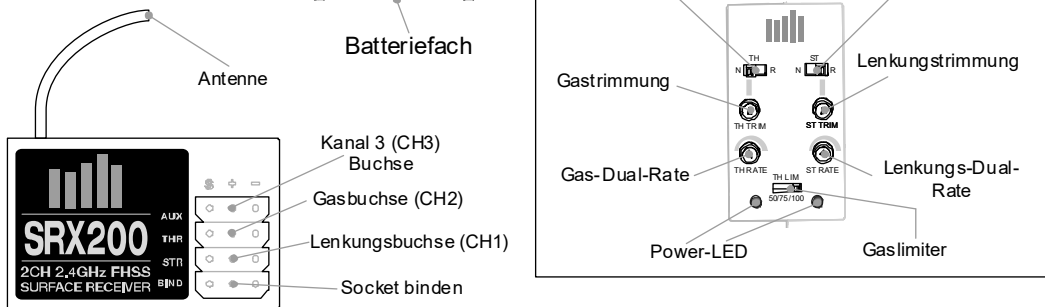 Batteriefach
Antenne
Kanal 3 (CH3)
Buchse
Gasbuchse (CH2)
Lenkungsbuchse (CH1)
Socket binden
S + -
AUX
THR
STR
BIND
SRX200
2CH 2.4GHz FHSS
SURFACE RECEIVER
TH
N R
ST
N R
Gastrimmung
Lenkungstrimmung
TH TRIM
ST TRIM
Gas-Dual-Rate
Lenkungs-Dual-
Rate
TH RATE
ST RATE
TH LIM
50/75/100
Power-LED
Gaslimiter